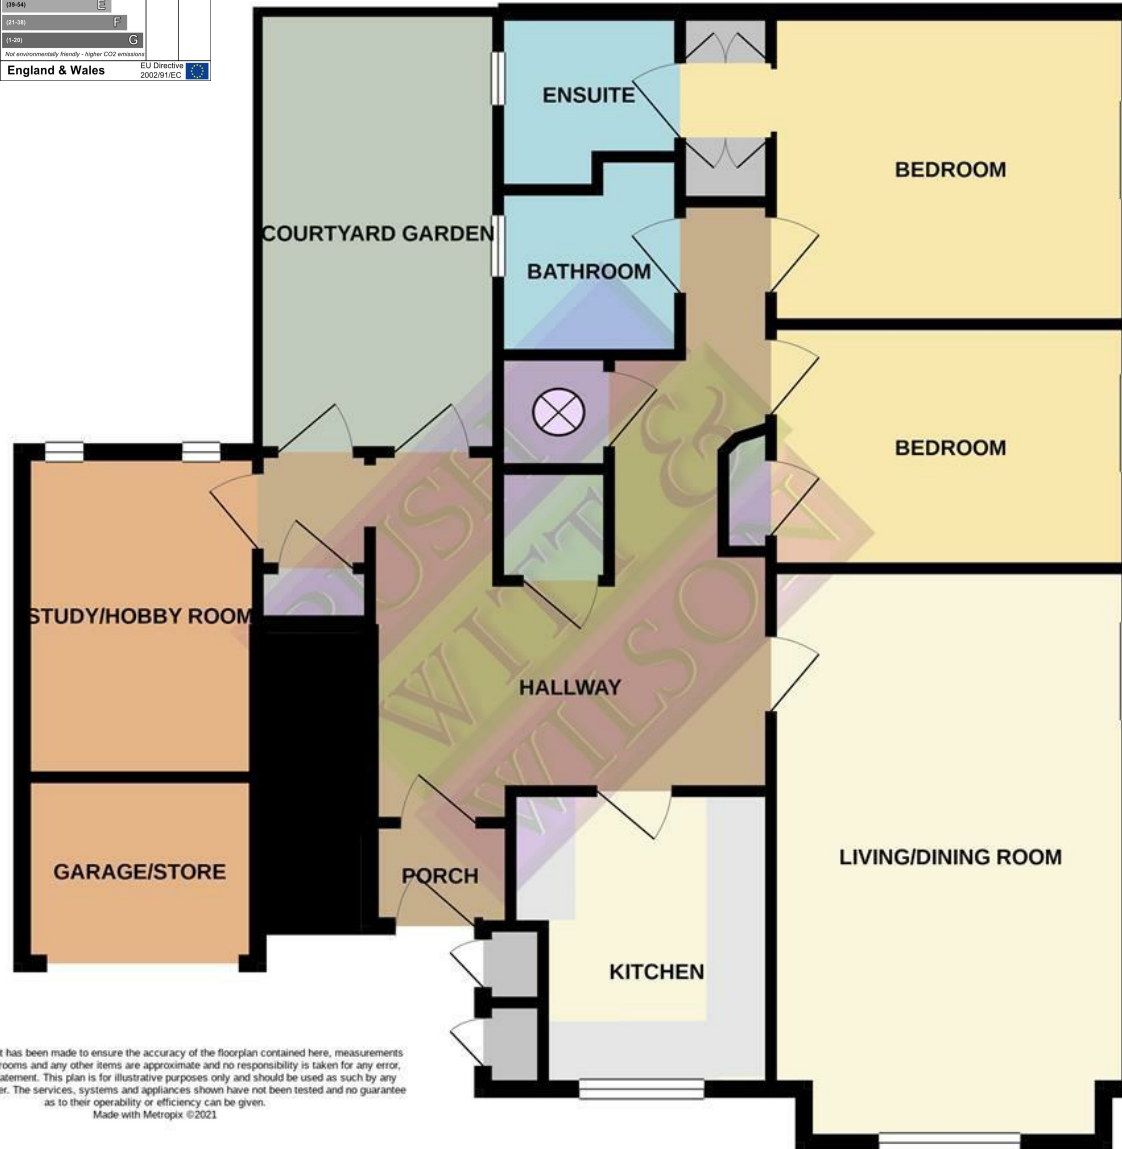 (39-54) E
(21-38) F
(1-20) G
Not environmentally friendly - higher CO2 emissions
England & Wales
EU Directive
2002/91/EC
ENSUITE
BEDROOM
COURTYARD GARDEN
BATHROOM
BEDROOM
STUDY/HOBBY ROOM
HALLWAY
LIVING/DINING ROOM
GARAGE/STORE
PORCH
KITCHEN
RUSH
WITT &
WILSON
t has been made to ensure the accuracy of the floorplan contained here, measurements
rooms and any other items are approximate and no responsibility is taken for any error,
atement. This plan is for illustrative purposes only and should be used as such by any
er. The services, systems and appliances shown have not been tested and no guarantee
as to their operability or efficiency can be given.
Made with Metropix ©2021